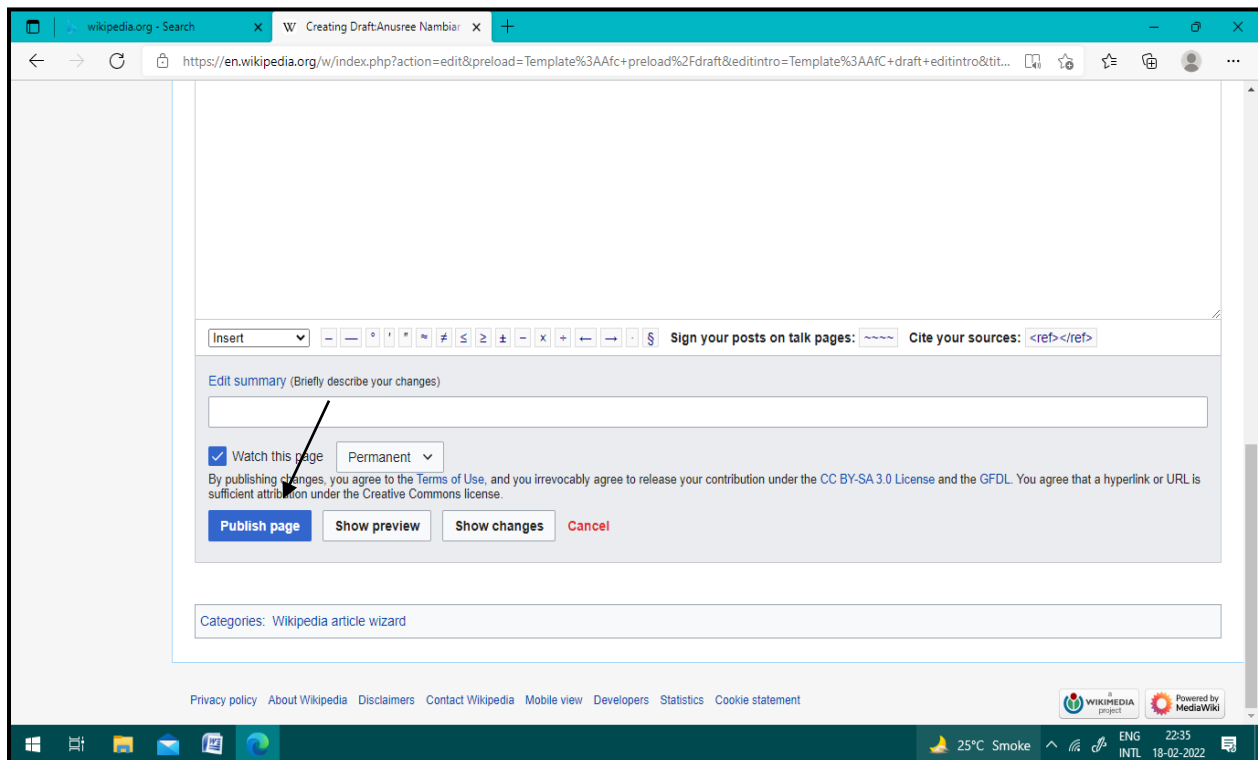 wikipedia.org - Search
W Creating Draft:Anusree Nambiar
https://en.wikipedia.org/w/index.php?action=edit&preload=Template%3AAfc+preload%2Fdraft&editintro=Template%3AAfC+draft+editintro&tit...
Insert – — ° ′ ″ ≈ ≠ ≤ ≥ ± − × ÷ ← → · § Sign your posts on talk pages: ~~~~ Cite your sources: <ref></ref>
Edit summary (Briefly describe your changes)
Watch this page Permanent
By publishing changes, you agree to the Terms of Use, and you irrevocably agree to release your contribution under the CC BY-SA 3.0 License and the GFDL. You agree that a hyperlink or URL is
sufficient attribution under the Creative Commons license.
Publish page Show preview Show changes Cancel
Categories: Wikipedia article wizard
Privacy policy About Wikipedia Disclaimers Contact Wikipedia Mobile view Developers Statistics Cookie statement
a WIKIMEDIA project
Powered by MediaWiki
25°C Smoke
ENG INTL
22:35
18-02-2022